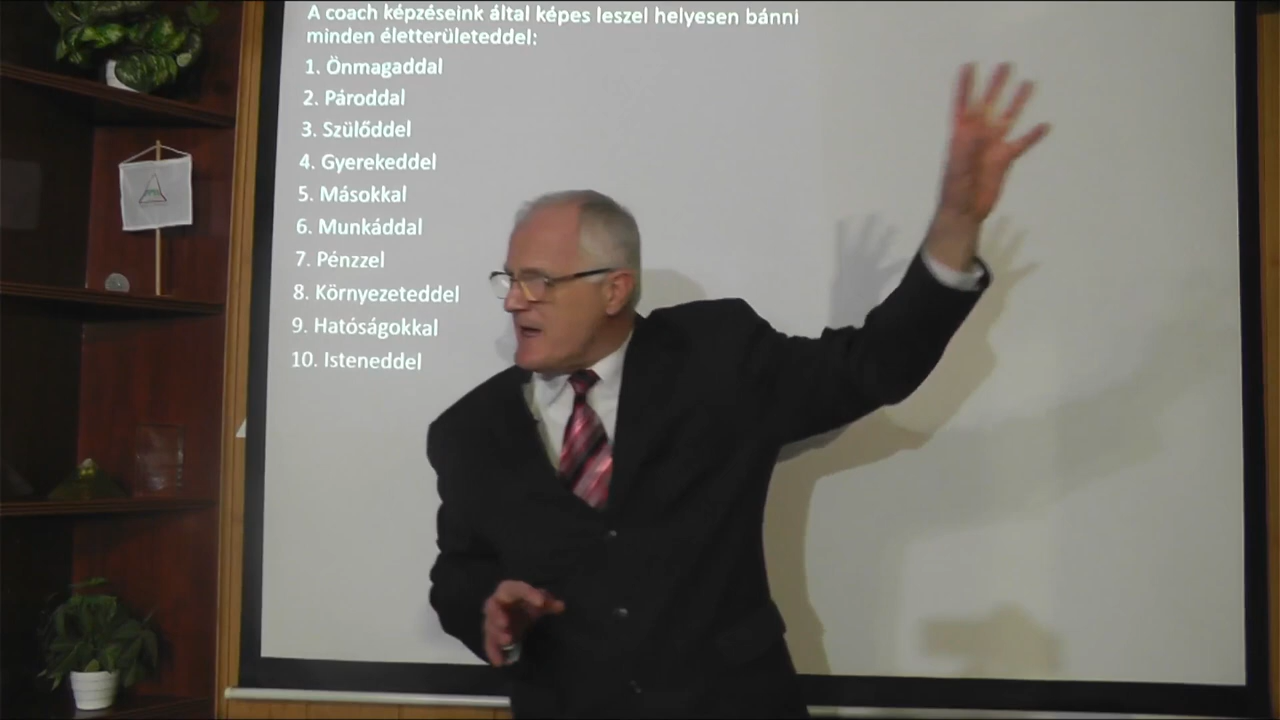 A coach képzéseink által képes leszel helyesen bánni
minden életterületeddel:
1. Önmagaddal
2. Pároddal
3. Szülőddel
4. Gyerekeddel
5. Másokkal
6. Munkáddal
7. Pénzzel
8. Környezeteddel
9. Hatóságokkal
10. Isteneddel